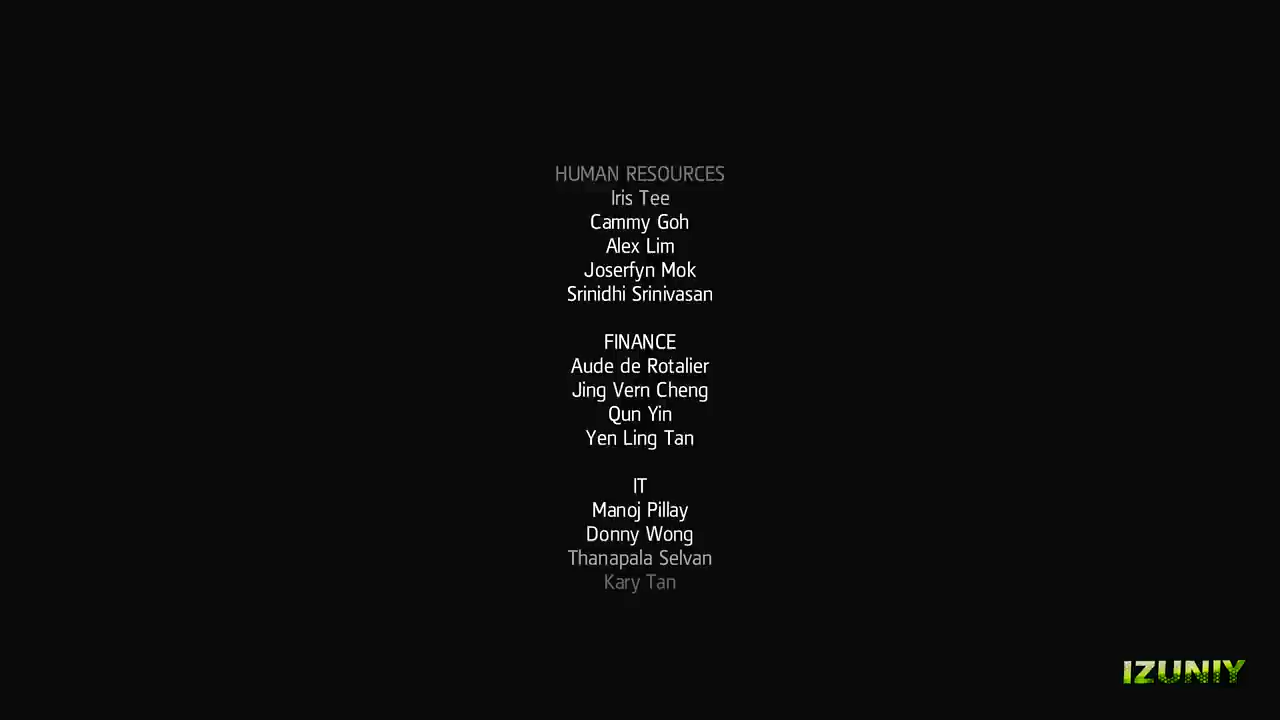 HUMAN RESOURCES
Iris Tee
Cammy Goh
Alex Lim
Joserfyn Mok
Srinidhi Srinivasan
FINANCE
Aude de Rotalier
Jing Vern Cheng
Qun Yin
Yen Ling Tan
IT
Manoj Pillay
Donny Wong
Thanapala Selvan
Kary Tan
IZUNIY